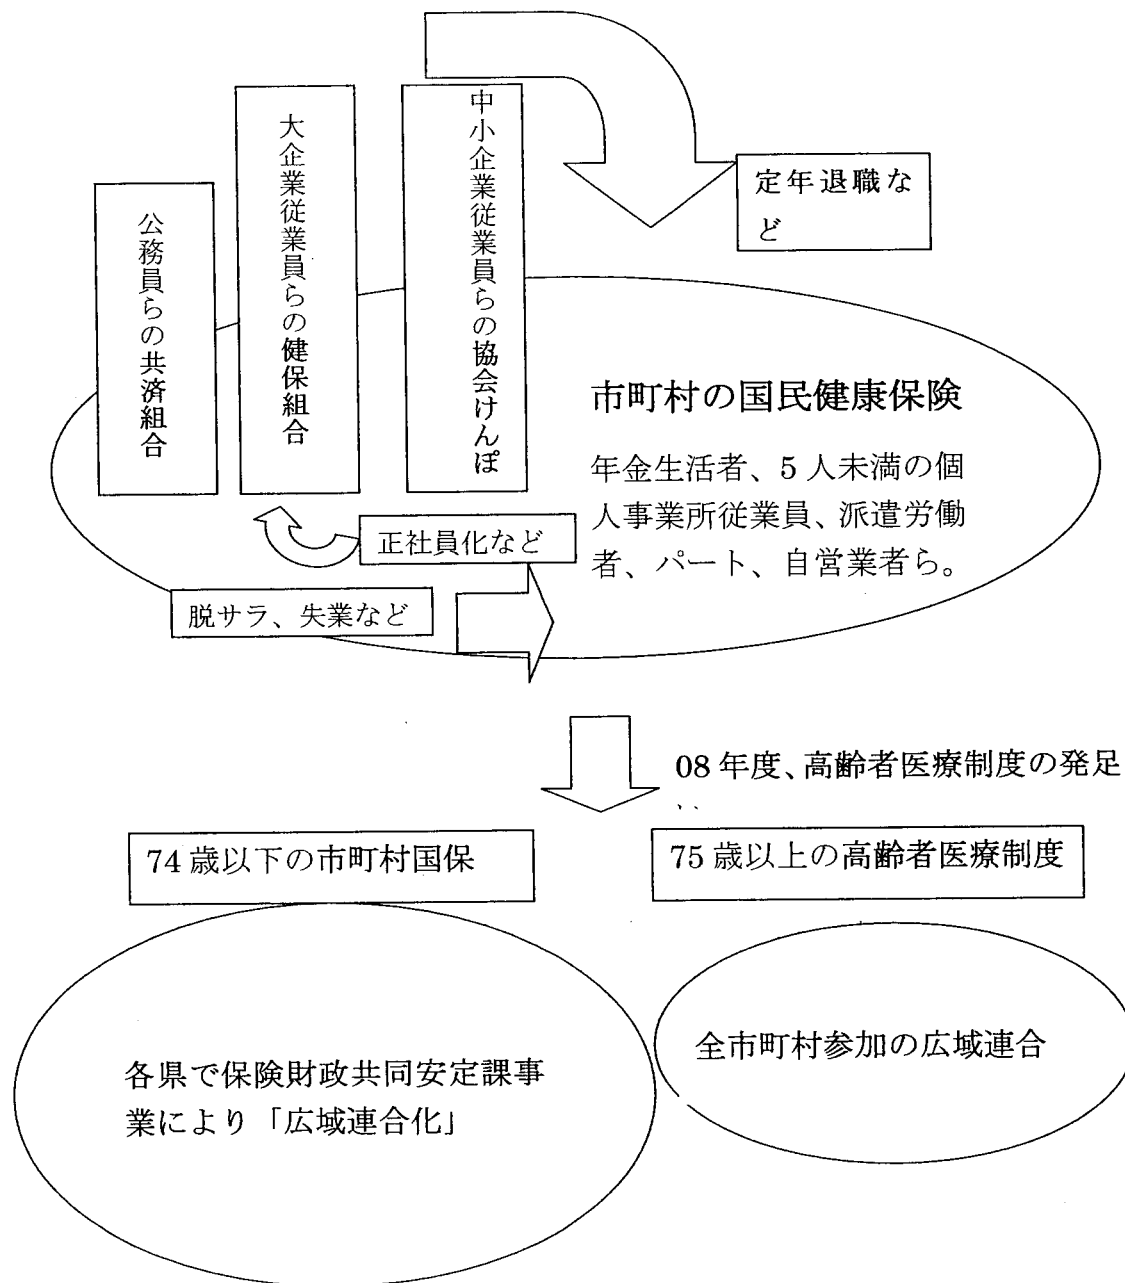 公務員らの共済組合
大企業従業員らの健保組合
中小企業従業員らの協会けんぽ
定年退職な
ど
市町村の国民健康保険
年金生活者、5人未満の個
人事業所従業員、派遣労働
者、パート、自営業者ら。
正社員化など
脱サラ、失業など
08年度、高齢者医療制度の発足
74歳以下の市町村国保
75歳以上の高齢者医療制度
各県で保険財政共同安定課事
業により「広域連合化」
全市町村参加の広域連合